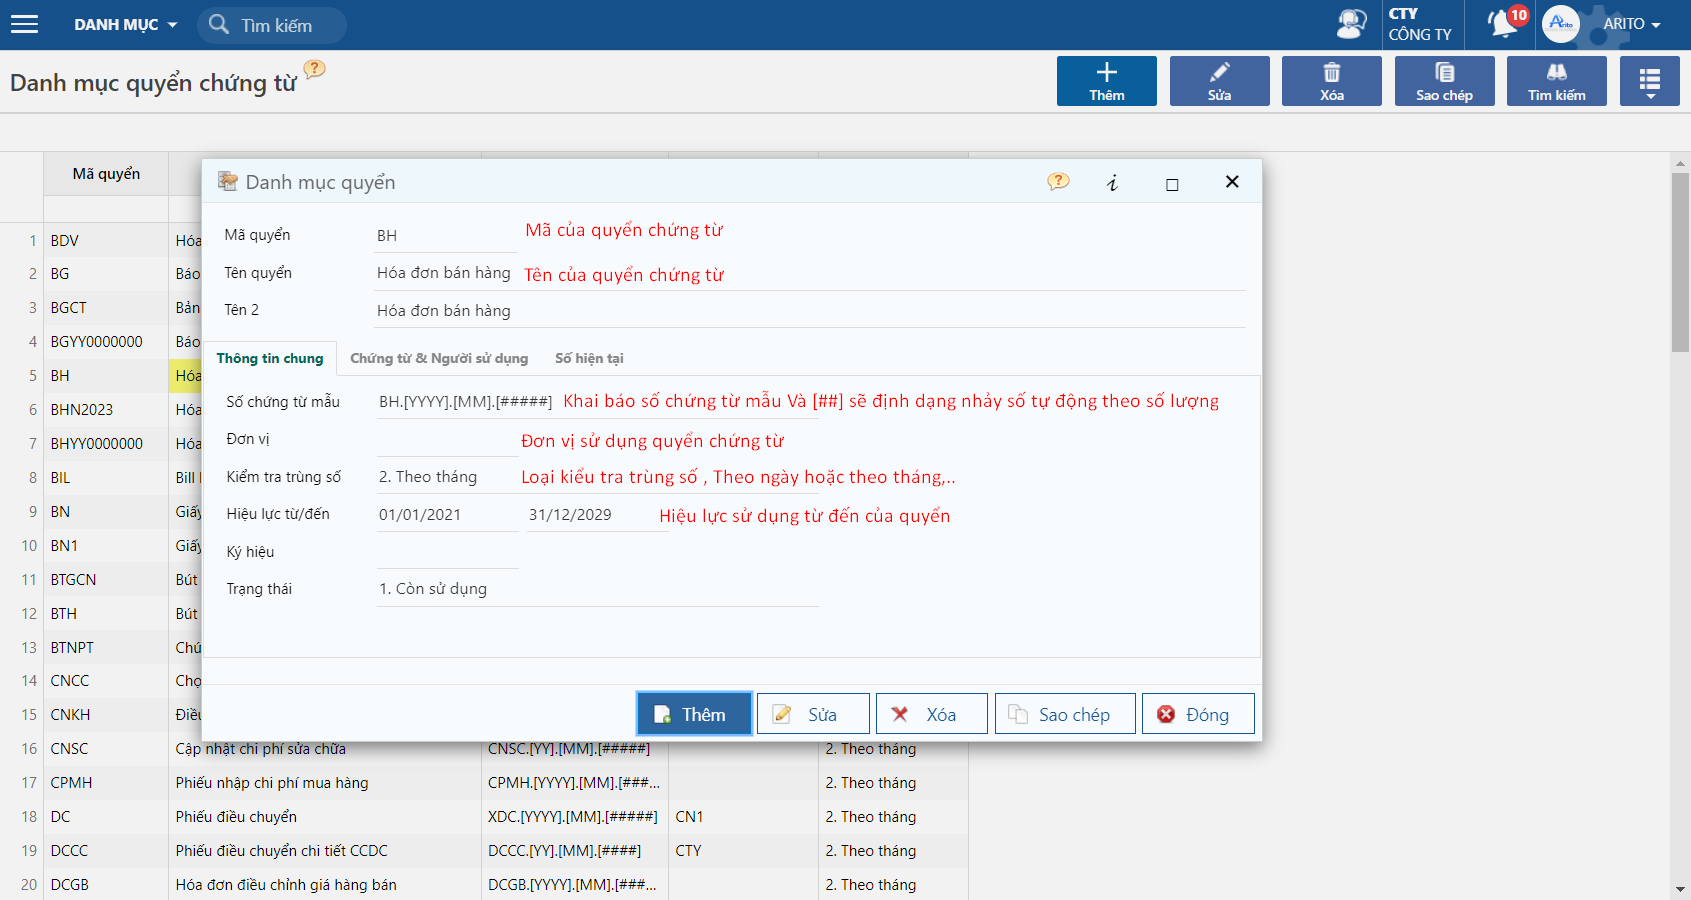 DANH MỤC
Tìm kiếm
CTY
CÔNG TY
10
Arito
ARITO
Danh mục quyển chứng từ
?
Thêm
Sửa
Xóa
Sao chép
Tìm kiếm
Mã quyển
Danh mục quyển
?
i
Mã quyển BH Mã của quyển chứng từ
Tên quyển Hóa đơn bán hàng Tên của quyển chứng từ
Tên 2 Hóa đơn bán hàng
Thông tin chung Chứng từ & Người sử dụng Số hiện tại
Số chứng từ mẫu BH.[YYYY].[MM].[#####] Khai báo số chứng từ mẫu Và [##] sẽ định dạng nhảy số tự động theo số lượng
Đơn vị Đơn vị sử dụng quyển chứng từ
Kiểm tra trùng số 2. Theo tháng Loại kiểu tra trùng số , Theo ngày hoặc theo tháng,..
Hiệu lực từ/đến 01/01/2021 31/12/2029 Hiệu lực sử dụng từ đến của quyển
Ký hiệu
Trạng thái 1. Còn sử dụng
Thêm Sửa Xóa Sao chép Đóng
1 BDV Hóa
2 BG Báo
3 BGCT Bản
4 BGYY0000000 Báo
5 BH Hóa
6 BHN2023 Hóa
7 BHYY0000000 Hóa
8 BIL Bill
9 BN Giấy
10 BN1 Giấy
11 BTGCN Bút
12 BTH Bút
13 BTNPT Chú
14 CNCC Chọ
15 CNKH Điều
16 CNSC Cập nhật chi phí sửa chữa CNSC.[YY].[MM].[#####] 2. Theo tháng
17 CPMH Phiếu nhập chi phí mua hàng CPMH.[YYYY].[MM].[###... 2. Theo tháng
18 DC Phiếu điều chuyển XDC.[YYYY].[MM].[#####] CN1 2. Theo tháng
19 DCCC Phiếu điều chuyển chi tiết CCDC DCCC.[YY].[MM].[####] CTY 2. Theo tháng
20 DCGB Hóa đơn điều chỉnh giá hàng bán DCGB.[YYYY].[MM].[###... 2. Theo tháng